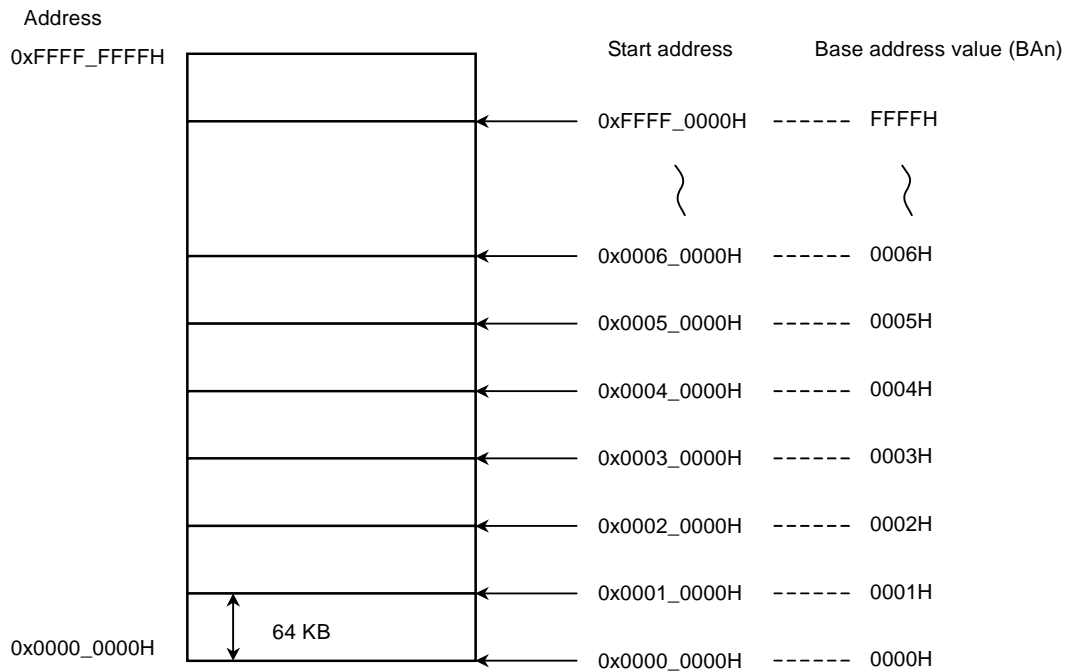 Address
0xFFFF_FFFFH
Start address Base address value (BAn)
0xFFFF_0000H FFFFH
0x0006_0000H 0006H
0x0005_0000H 0005H
0x0004_0000H 0004H
0x0003_0000H 0003H
0x0002_0000H 0002H
0x0001_0000H 0001H
64 KB
0x0000_0000H
0x0000_0000H 0000H